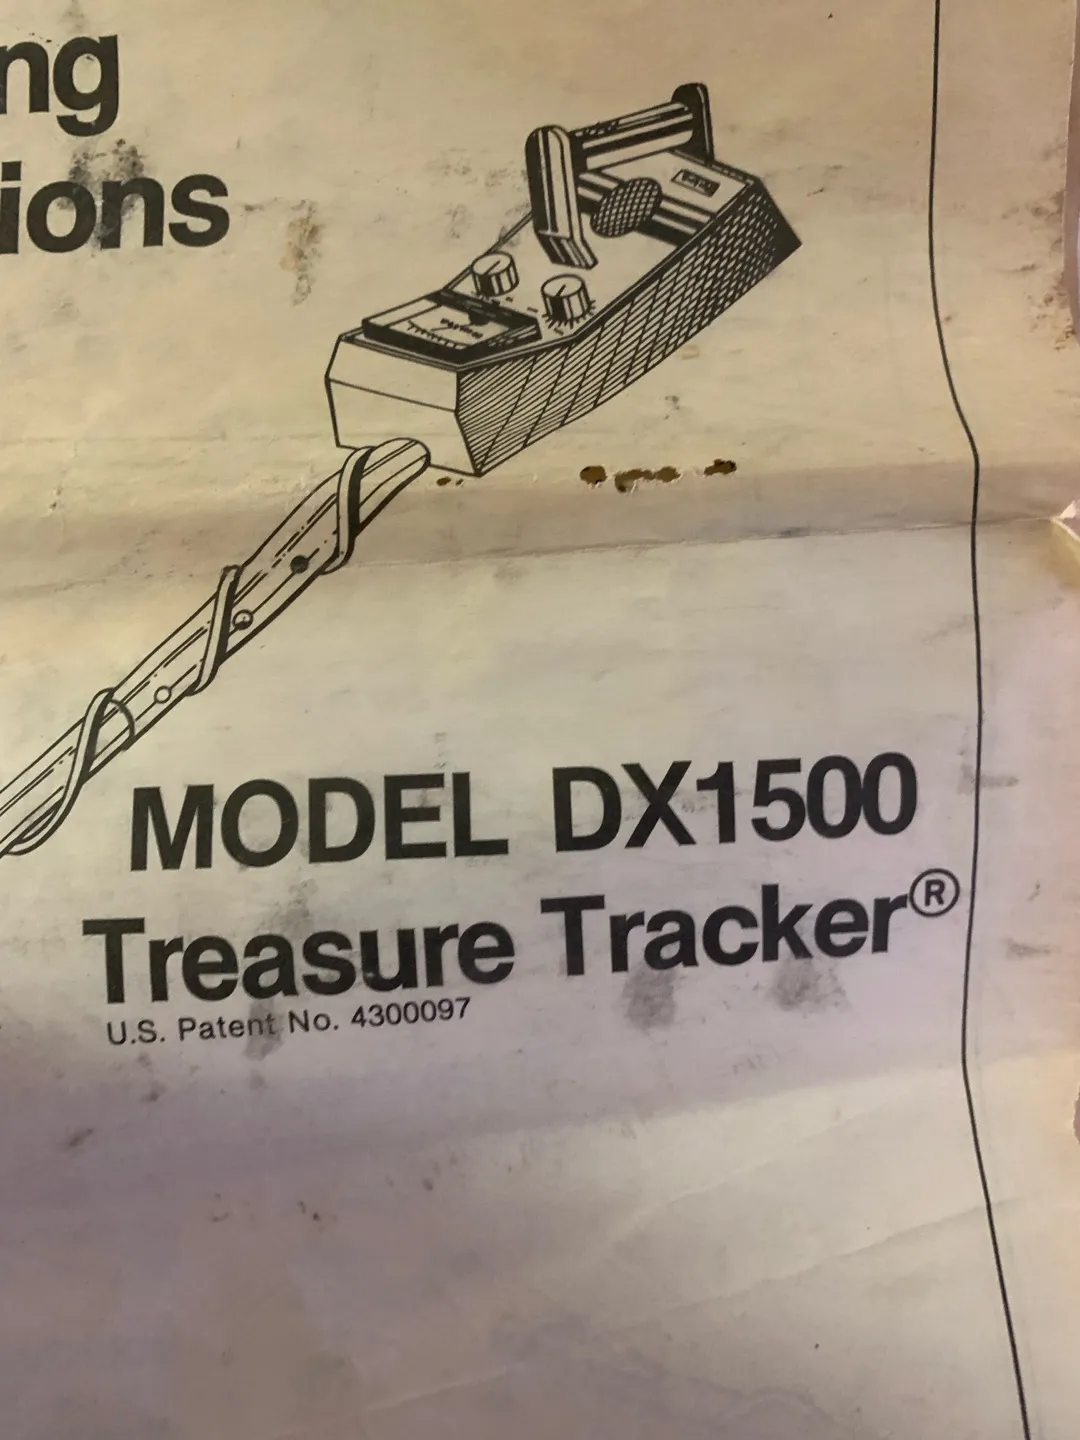 ng
ions
MODEL DX1500
Treasure Tracker®
U.S. Patent No. 4300097